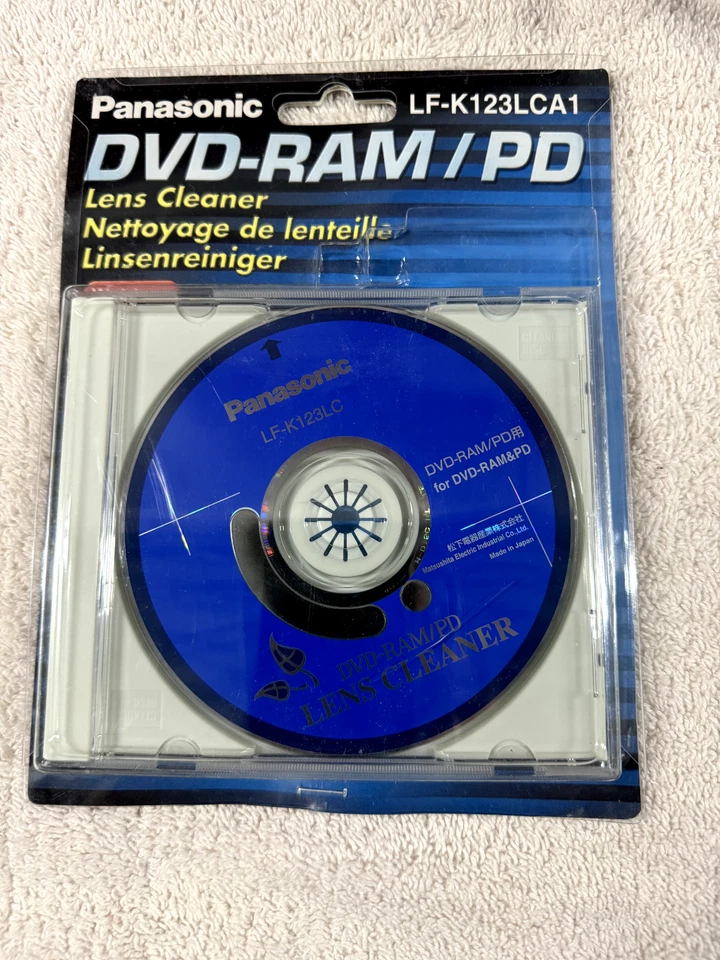 Panasonic
LF-K123LCA1
DVD-RAM/PD
Lens Cleaner
Nettoyage de lentilles
Linsenreiniger
Panasonic
LF-K123LC
DVD-RAM/PD用
for DVD-RAM&PD
松下電器産業株式会社
Matsushita Electric Industrial Co.,Ltd.
Made in Japan
DVD-RAM/PD
LENS CLEANER